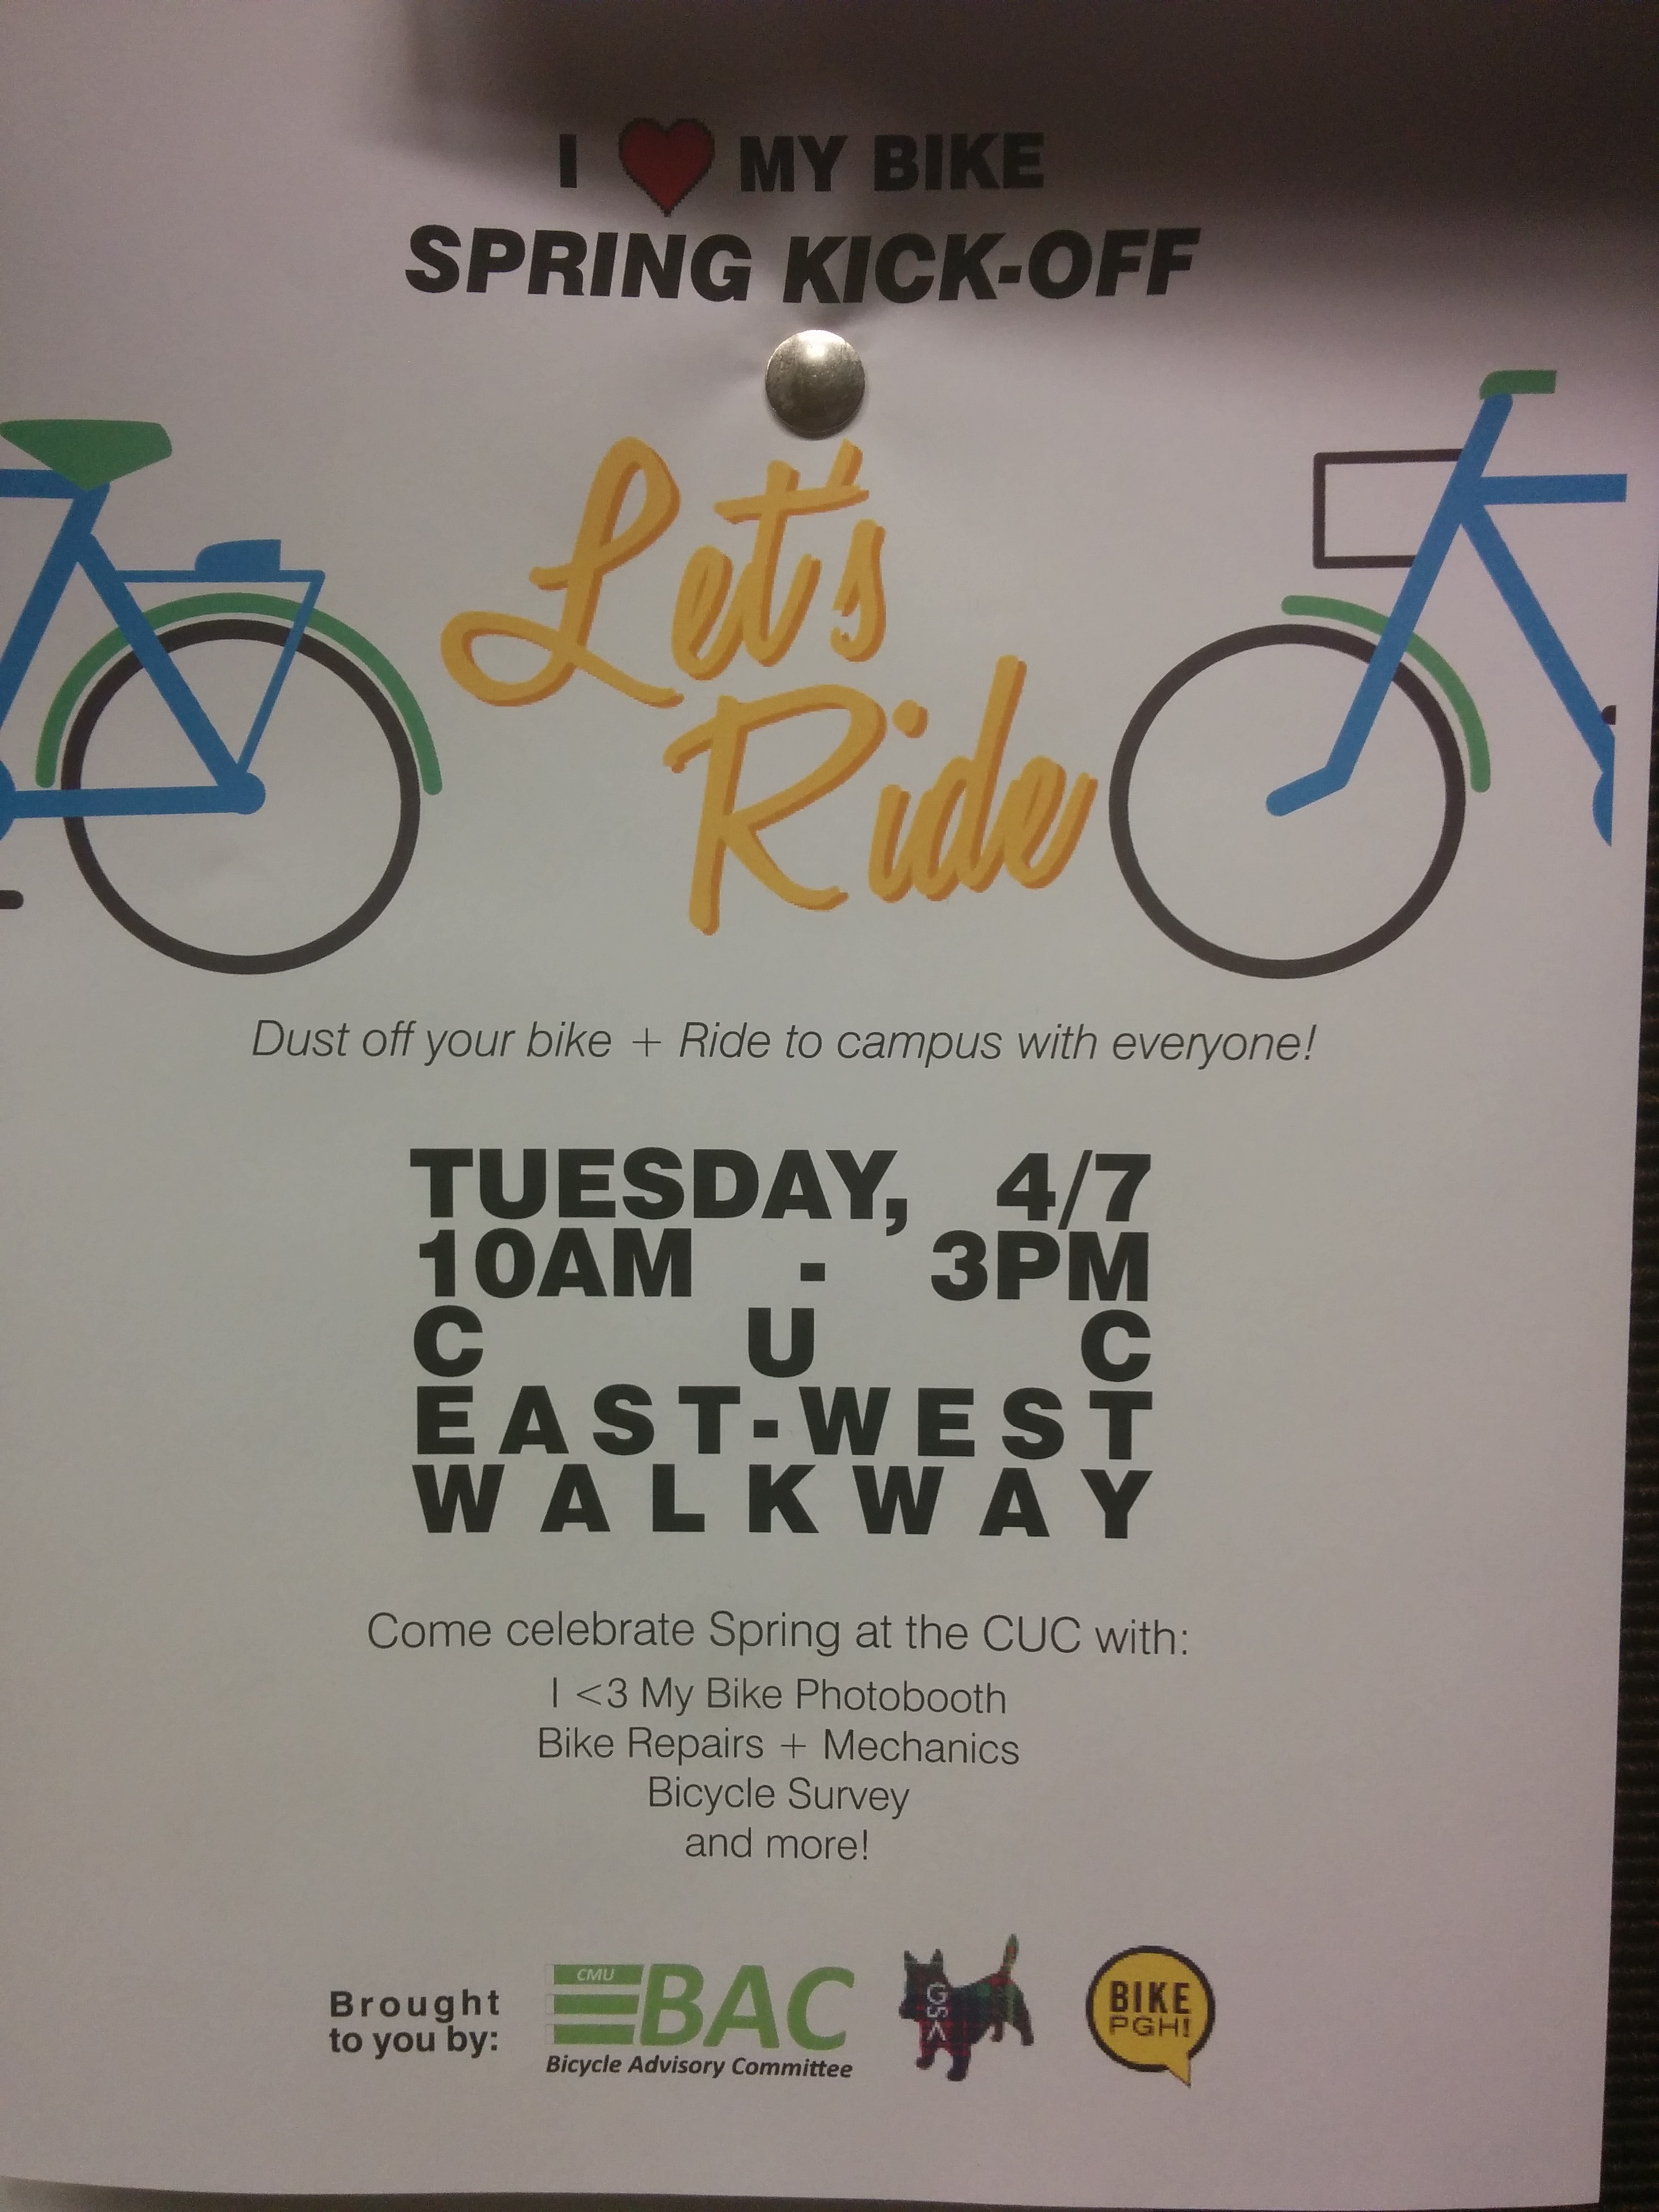 I ❤ MY BIKE
SPRING KICK-OFF
Let's
Ride
Dust off your bike + Ride to campus with everyone!
TUESDAY, 4/7
10AM - 3PM
C U C
EAST-WEST
WALKWAY
Come celebrate Spring at the CUC with:
I <3 My Bike Photobooth
Bike Repairs + Mechanics
Bicycle Survey
and more!
Brought
to you by:
CMU
BAC
Bicycle Advisory Committee
GSA
BIKE
PGH!